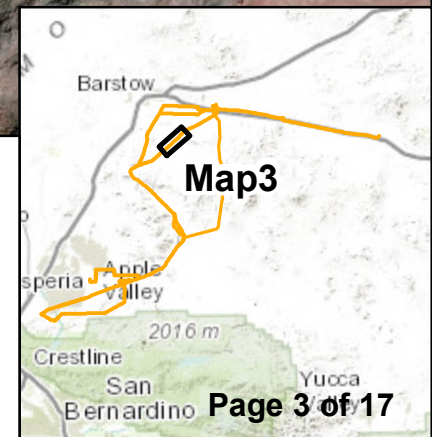 O
M
Barstow
Map3
speria
Apple
Valley
2016 m
Crestline
San
Bernardino
Yucca
Valley
Page 3 of 17